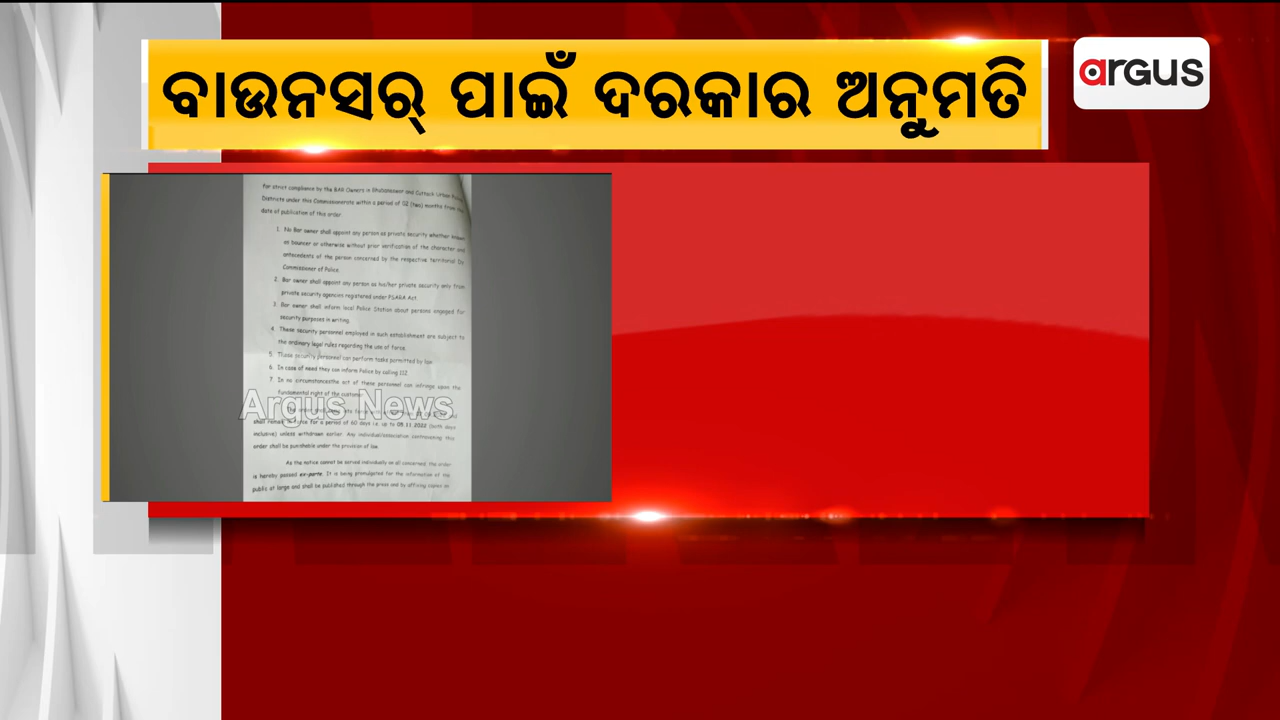 ବାଉନସର୍ ପାଇଁ ଦରକାର ଅନୁମତି
argus
for strict compliance by the BAR Owners in Bhubaneswar and Cuttack Urban Police
Districts under this Commissionerate within a period of 02 (two) months from the
date of publication of this order.
1. No Bar owner shall appoint any person as private security whether known
as bouncer or otherwise without prior verification of the character and
antecedents of the person concerned by the respective territorial
Commissioner of Police.
2. Bar owner shall appoint any person as his/her private security only from
private security agencies registered under PSARA Act.
3. Bar owner shall inform local Police Station about persons engaged for
security purposes in writing.
4. These security personnel employed in such establishment are subject to
the ordinary legal rules regarding the use of force.
5. These security personnel can perform tasks permitted by law.
6. In case of need they can inform Police by calling 112.
7. In no circumstances the act of these personnel can infringe upon the
fundamental right of the customer.
Argus News
shall remain in force for a period of 60 days i.e. up to 05.11.2022 (both days
inclusive) unless withdrawn earlier. Any individual/association contravening this
order shall be punishable under the provision of law.
As the notice cannot be served individually on all concerned, the order
is hereby passed ex-parte. It is being promulgated for the information of the
public at large and shall be published through the press and by affixing copies on